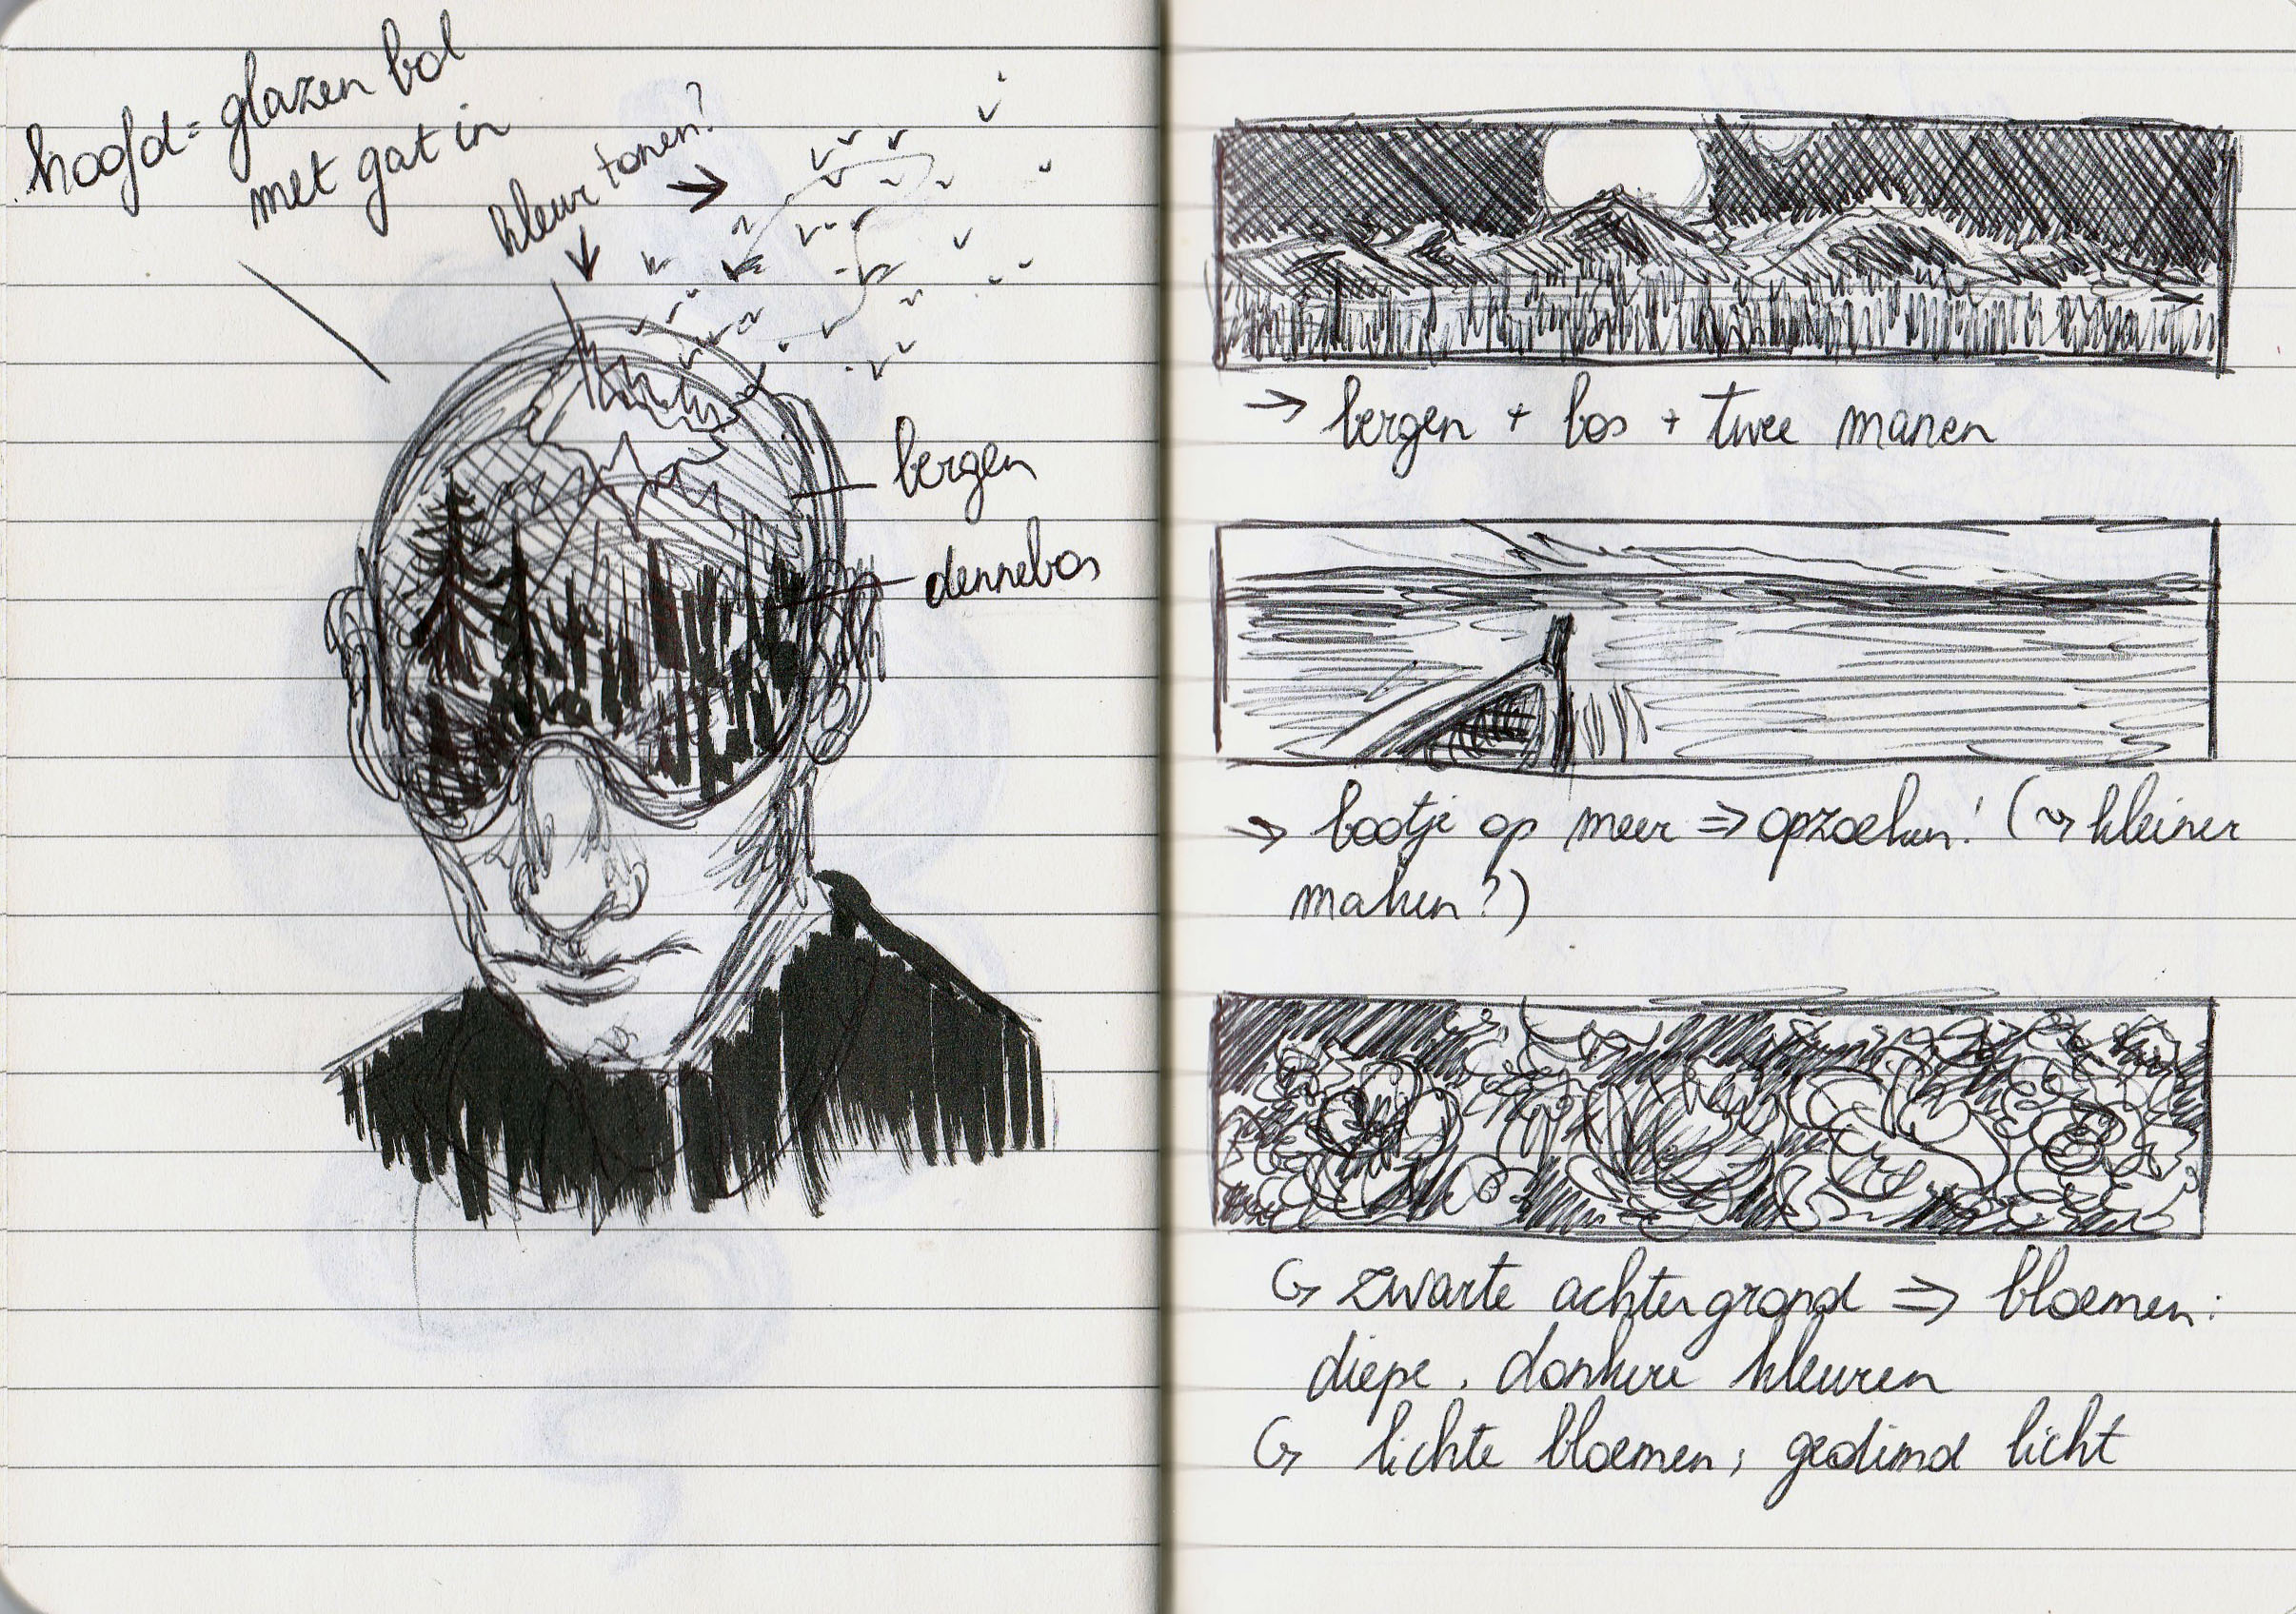 hoofd = glazen bol
met gat in
kleur tonen?
bergen
dennebos
→ bergen + bos + twee manen
→ bootje op meer ⇒ opzoeken! (↝ kleiner
maken?)
↳ zwarte achtergrond ⇒ bloemen:
diepe, donkere kleuren
↳ lichte bloemen; gedimd licht